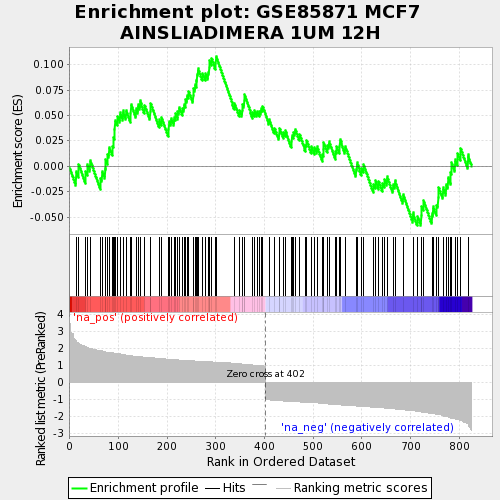 Enrichment plot: GSE85871 MCF7
AINSLIADIMERA 1UM 12H
Enrichment score (ES)
0.100
0.075
0.050
0.025
0.000
-0.025
-0.050
'na_pos' (positively correlated)
Ranked list metric (PreRanked)
4
3
2
1
0
-1
-2
-3
Zero cross at 402
'na_neg' (negatively correlated)
0
100
200
300
400
500
600
700
800
Rank in Ordered Dataset
Enrichment profile
Hits
Ranking metric scores